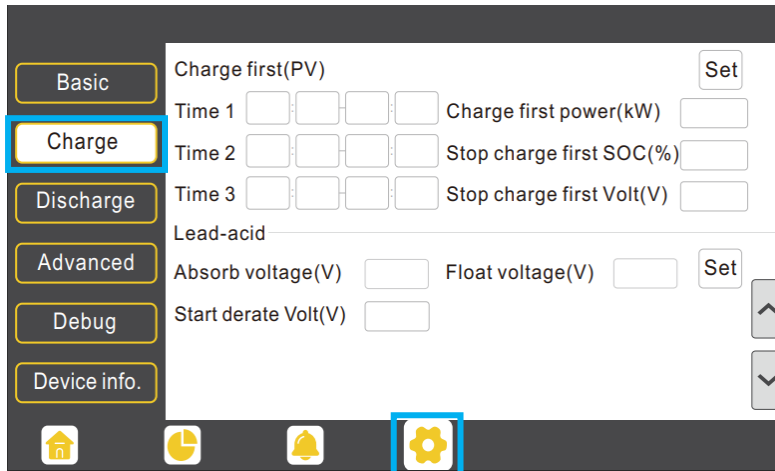 Basic
Charge
Discharge
Advanced
Debug
Device info.
Charge first(PV) Set
Time 1 : - : Charge first power(kW)
Time 2 : - : Stop charge first SOC(%)
Time 3 : - : Stop charge first Volt(V)
Lead-acid
Absorb voltage(V) Float voltage(V) Set
Start derate Volt(V)